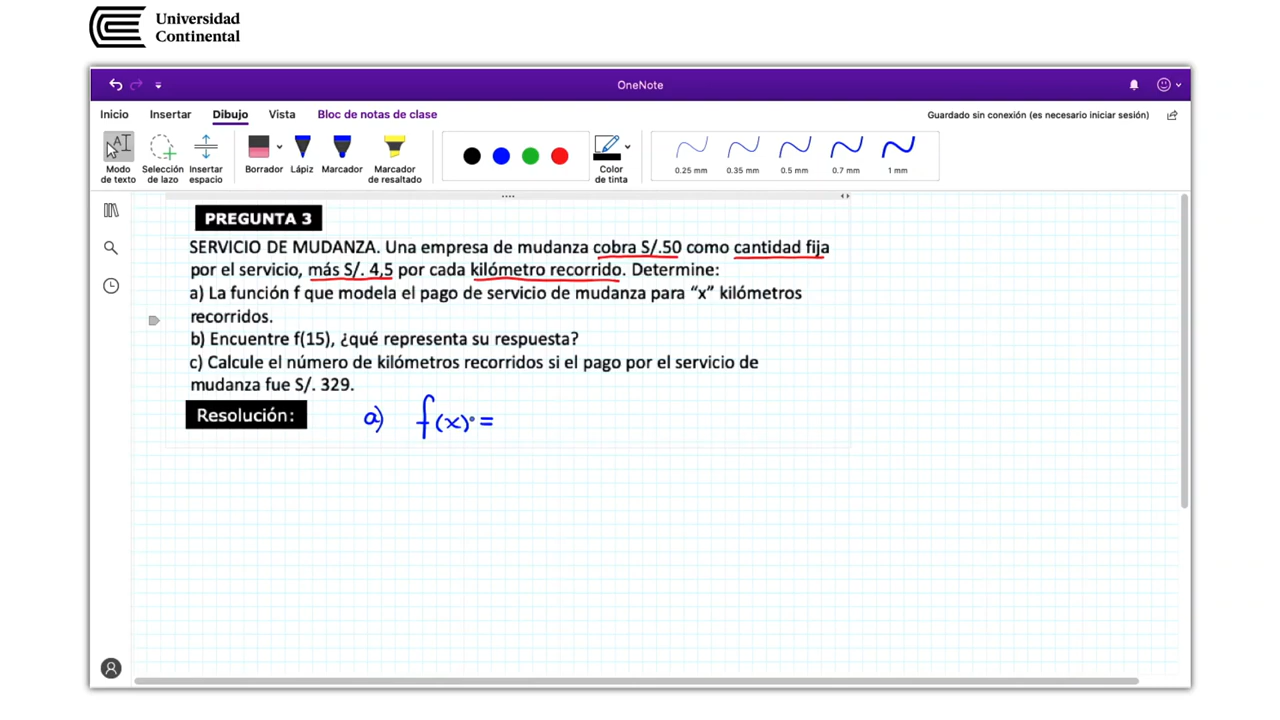 Universidad
Continental
OneNote
Inicio Insertar Dibujo Vista Bloc de notas de clase Guardado sin conexión (es necesario iniciar sesión)
Modo de texto Selección de lazo Insertar espacio Borrador Lápiz Marcador Marcador de resaltado Color de tinta 0.25 mm 0.35 mm 0.5 mm 0.7 mm 1 mm
PREGUNTA 3
SERVICIO DE MUDANZA. Una empresa de mudanza cobra S/.50 como cantidad fija
por el servicio, más S/. 4,5 por cada kilómetro recorrido. Determine:
a) La función f que modela el pago de servicio de mudanza para “x” kilómetros
recorridos.
b) Encuentre f(15), ¿qué representa su respuesta?
c) Calcule el número de kilómetros recorridos si el pago por el servicio de
mudanza fue S/. 329.
Resolución: a) f(x) =